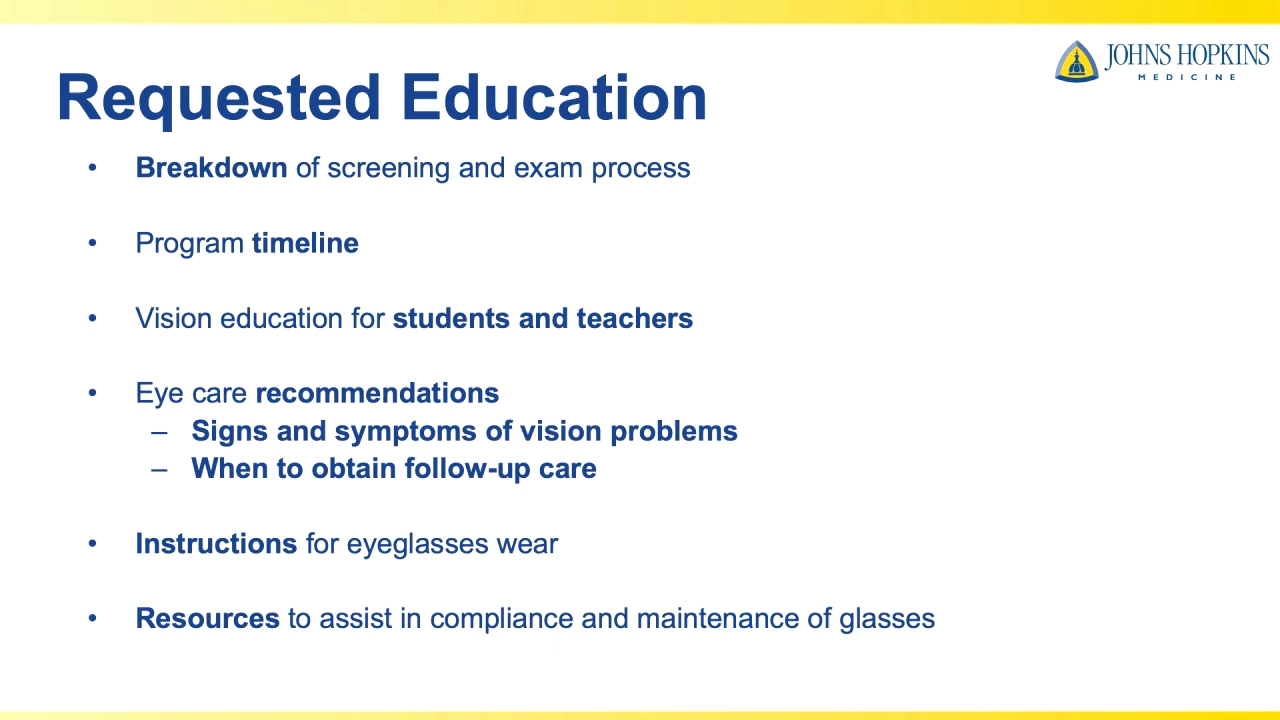 JOHNS HOPKINS
MEDICINE
Requested Education
• Breakdown of screening and exam process
• Program timeline
• Vision education for students and teachers
• Eye care recommendations
– Signs and symptoms of vision problems
– When to obtain follow-up care
• Instructions for eyeglasses wear
• Resources to assist in compliance and maintenance of glasses